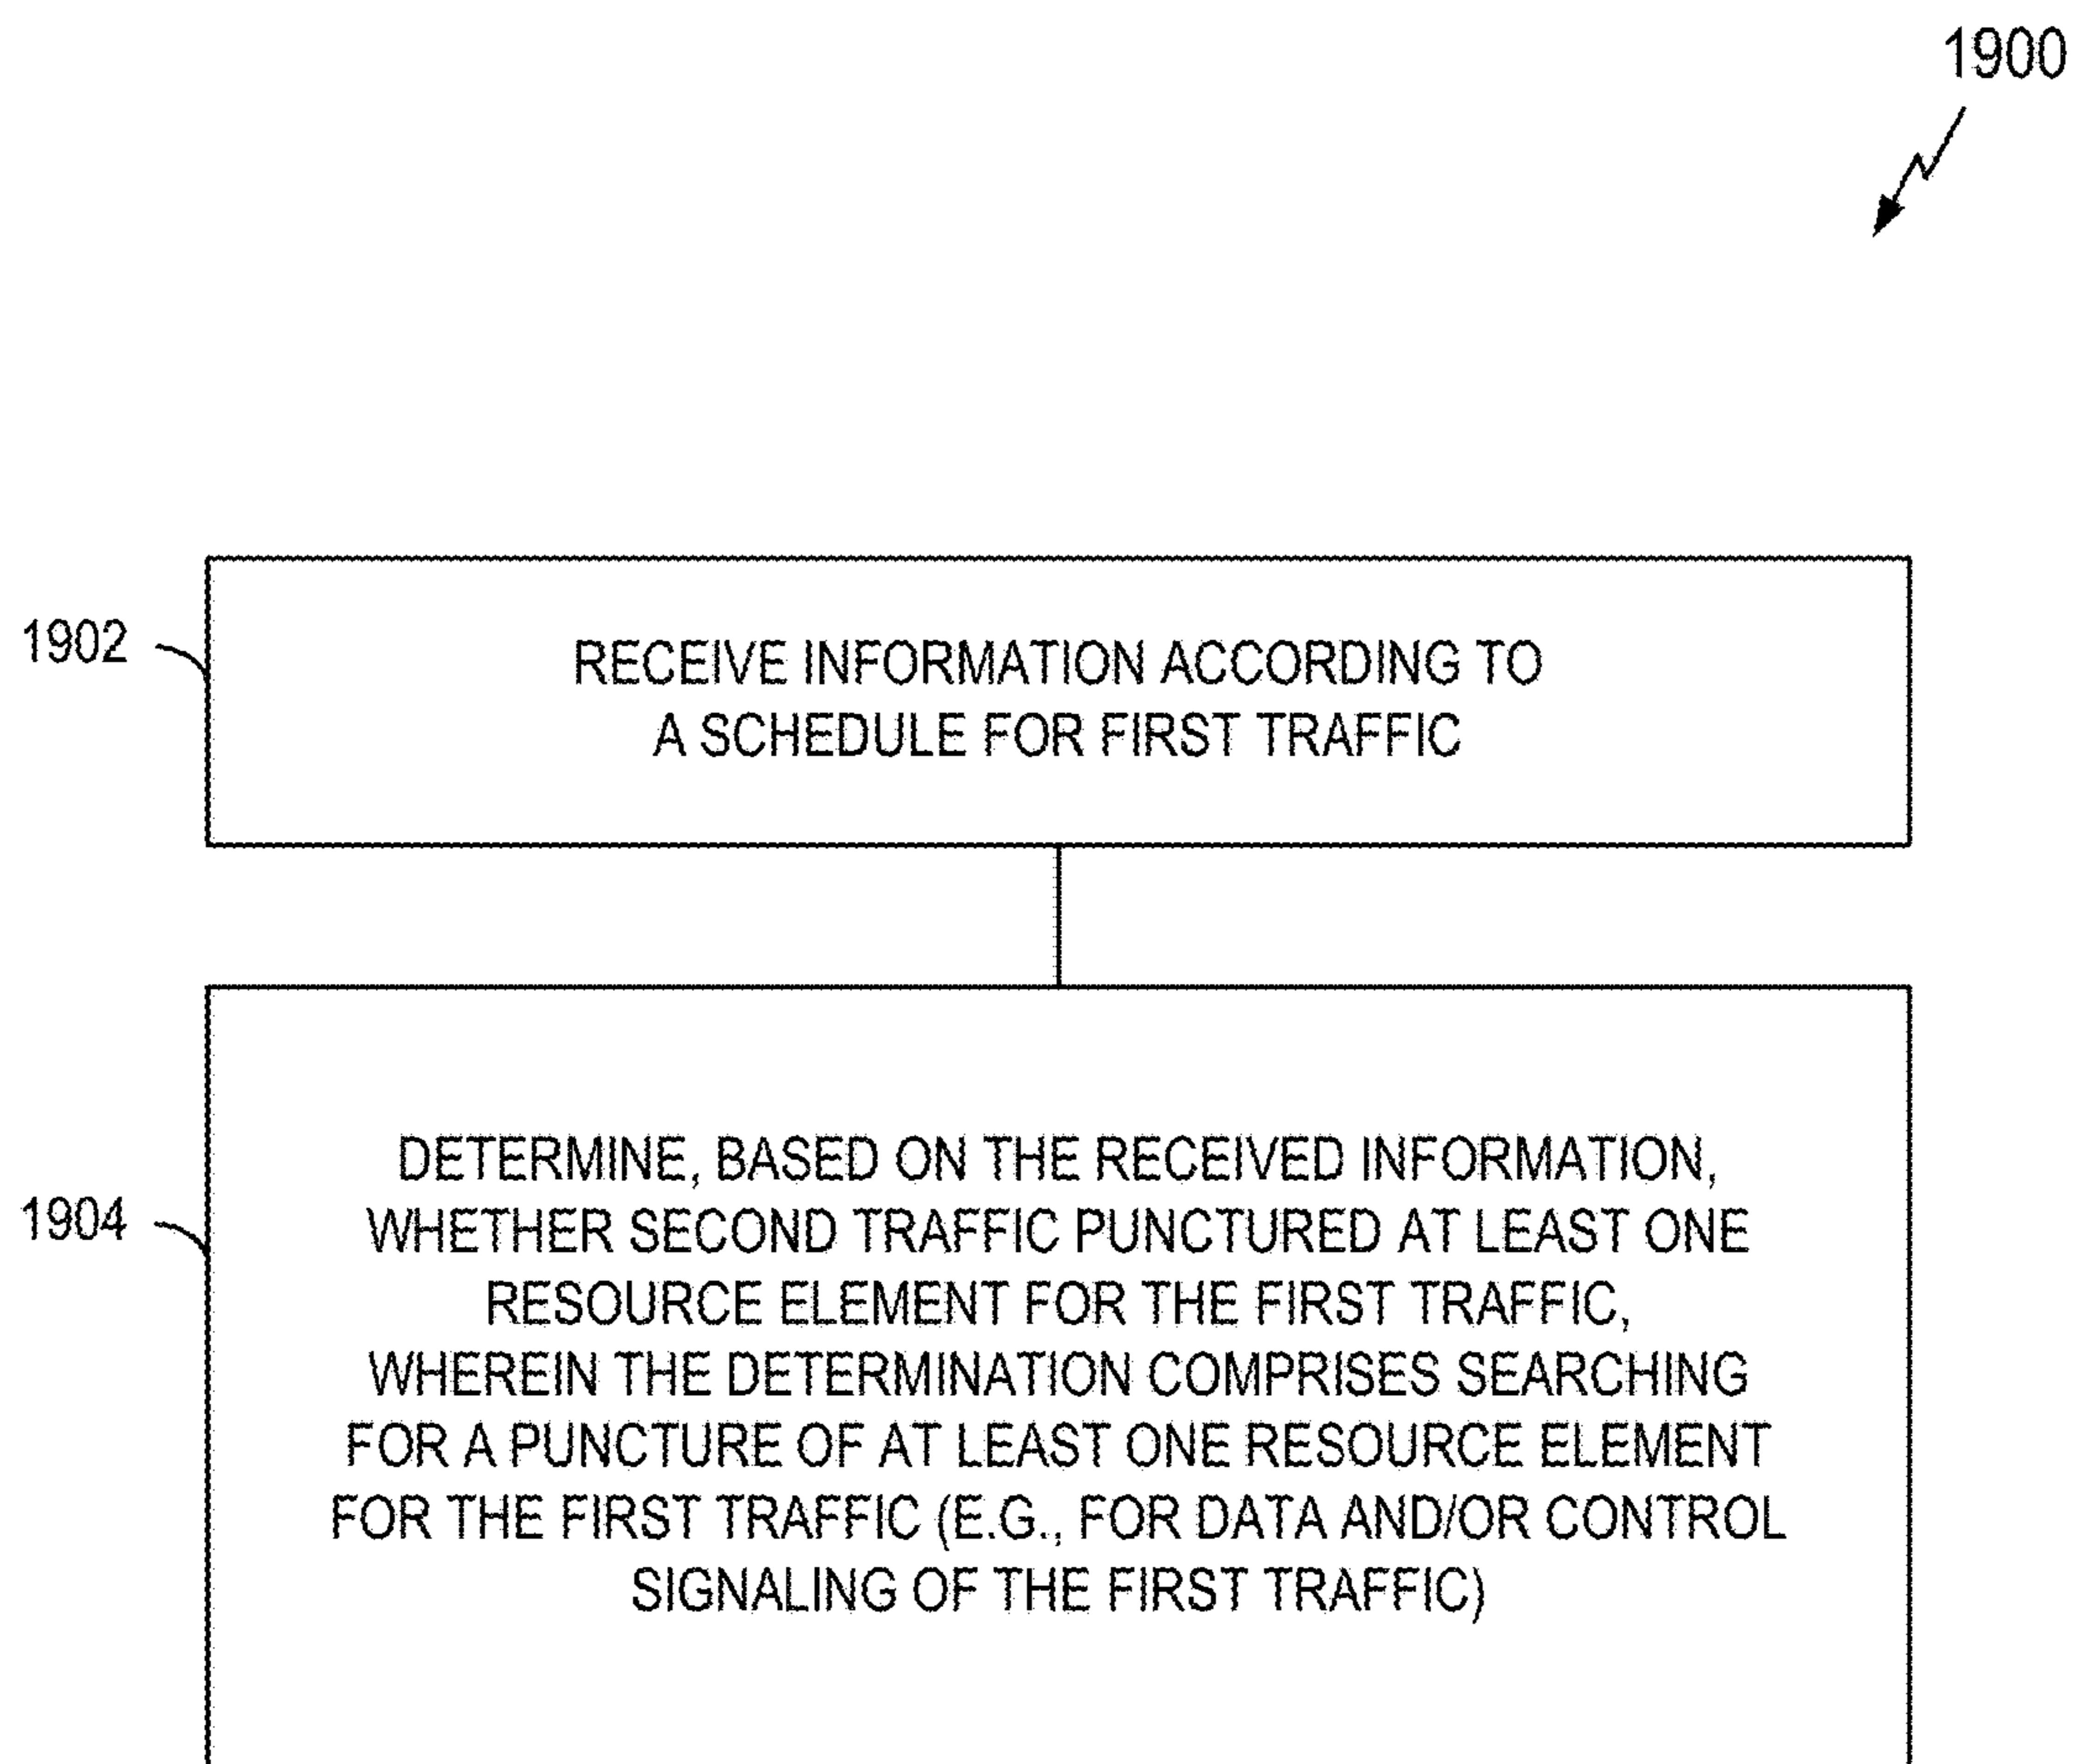 1900
1902
RECEIVE INFORMATION ACCORDING TO
A SCHEDULE FOR FIRST TRAFFIC
1904
DETERMINE, BASED ON THE RECEIVED INFORMATION,
WHETHER SECOND TRAFFIC PUNCTURED AT LEAST ONE
RESOURCE ELEMENT FOR THE FIRST TRAFFIC,
WHEREIN THE DETERMINATION COMPRISES SEARCHING
FOR A PUNCTURE OF AT LEAST ONE RESOURCE ELEMENT
FOR THE FIRST TRAFFIC (E.G., FOR DATA AND/OR CONTROL
SIGNALING OF THE FIRST TRAFFIC)